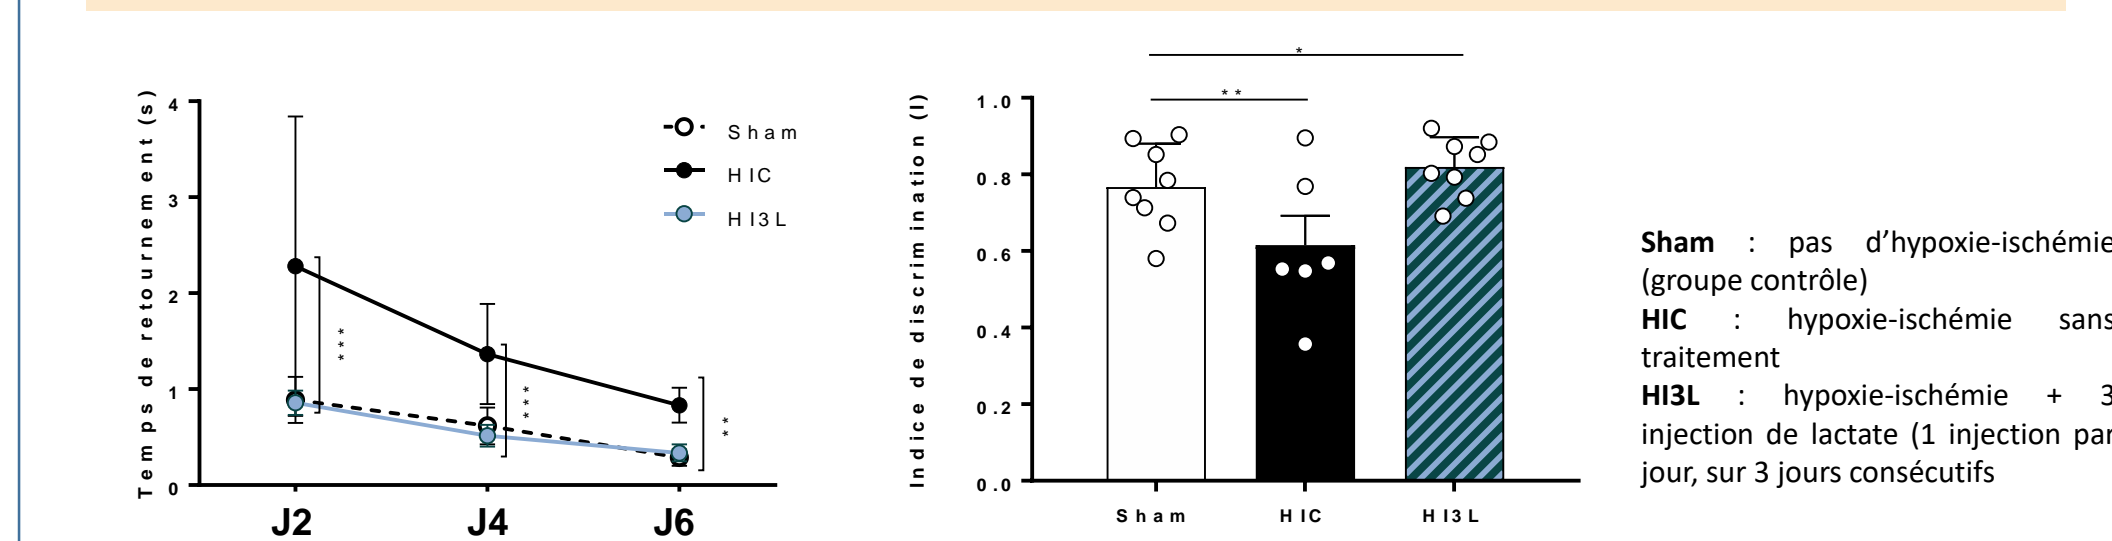 Temps de retournement (s)
4
3
2
1
0
J2
J4
J6
***
****
**
Sham
HIC
HI3L
Indice de discrimination (I)
1.0
0.8
0.6
0.4
0.2
0.0
*
**
Sham
HIC
HI3L
Sham : pas d’hypoxie-ischémie
(groupe contrôle)
HIC : hypoxie-ischémie sans
traitement
HI3L : hypoxie-ischémie + 3
injection de lactate (1 injection par
jour, sur 3 jours consécutifs